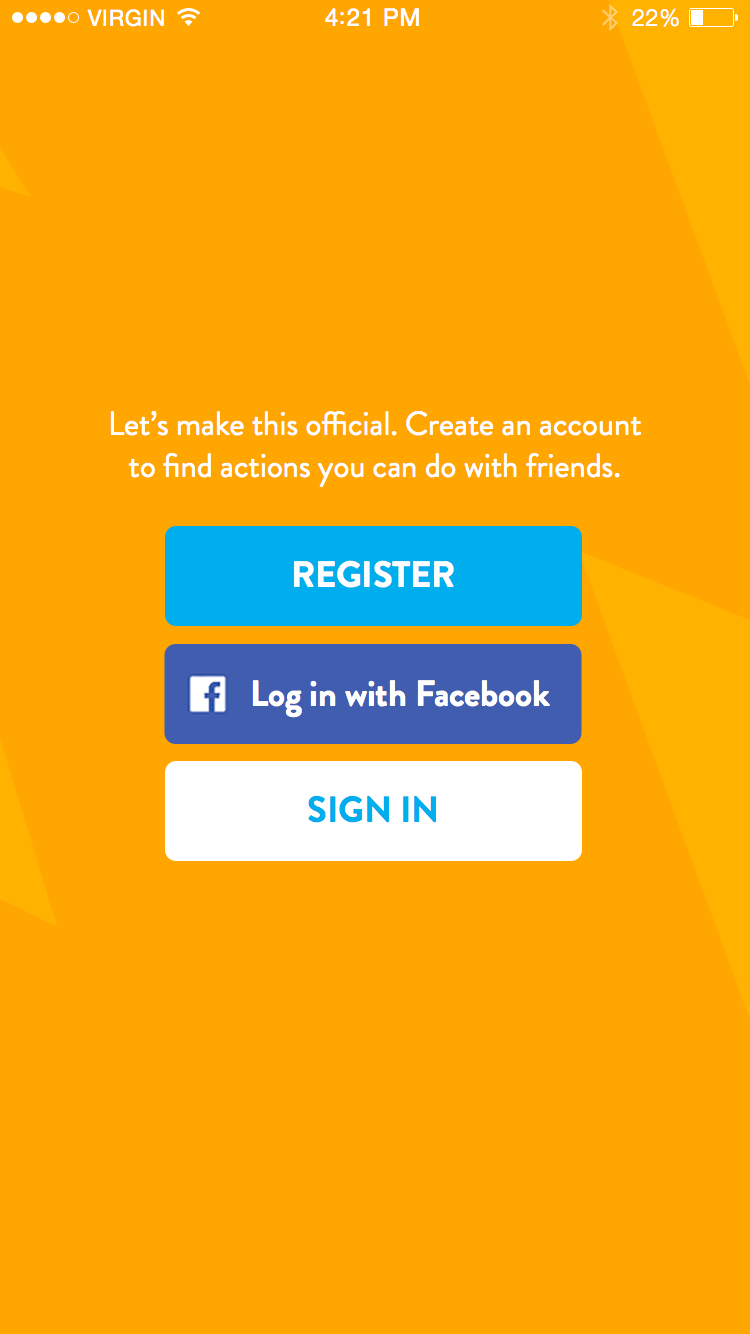 VIRGIN 4:21 PM 22%
Let’s make this official. Create an account
to find actions you can do with friends.
REGISTER
Log in with Facebook
SIGN IN